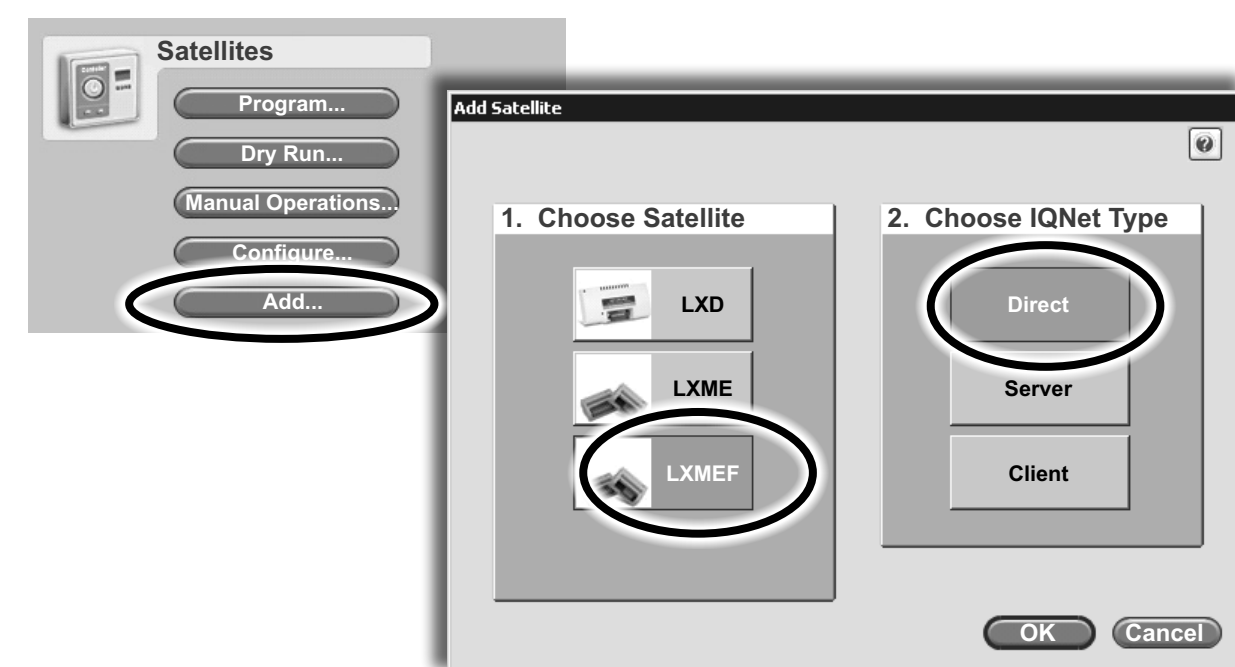 Satellites
Program...
Dry Run...
Manual Operations...
Configure...
Add...
Add Satellite
1. Choose Satellite
LXD
LXME
LXMEF
2. Choose IQNet Type
Direct
Server
Client
OK
Cancel